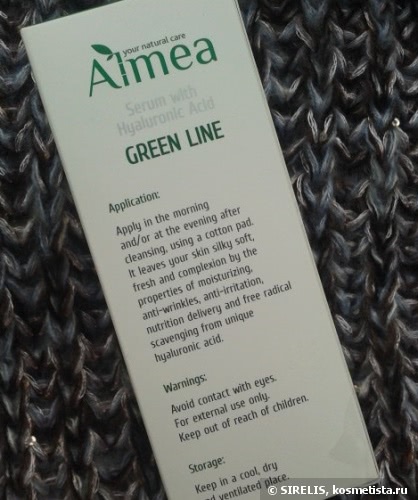 your natural care
Almea
Serum with
Hyaluronic Acid
GREEN LINE
Application:
Apply in the morning
and/or at the evening after
cleansing, using a cotton pad.
It leaves your skin silky soft,
fresh and complexion by the
properties of moisturizing,
anti-wrinkles, anti-irritation,
nutrition delivery and free radical
scavenging from unique
hyaluronic acid.
Warnings:
Avoid contact with eyes.
For external use only.
Keep out of reach of children.
Storage:
Keep in a cool, dry
and ventilated place.
© SIRELIS, kosmetista.ru